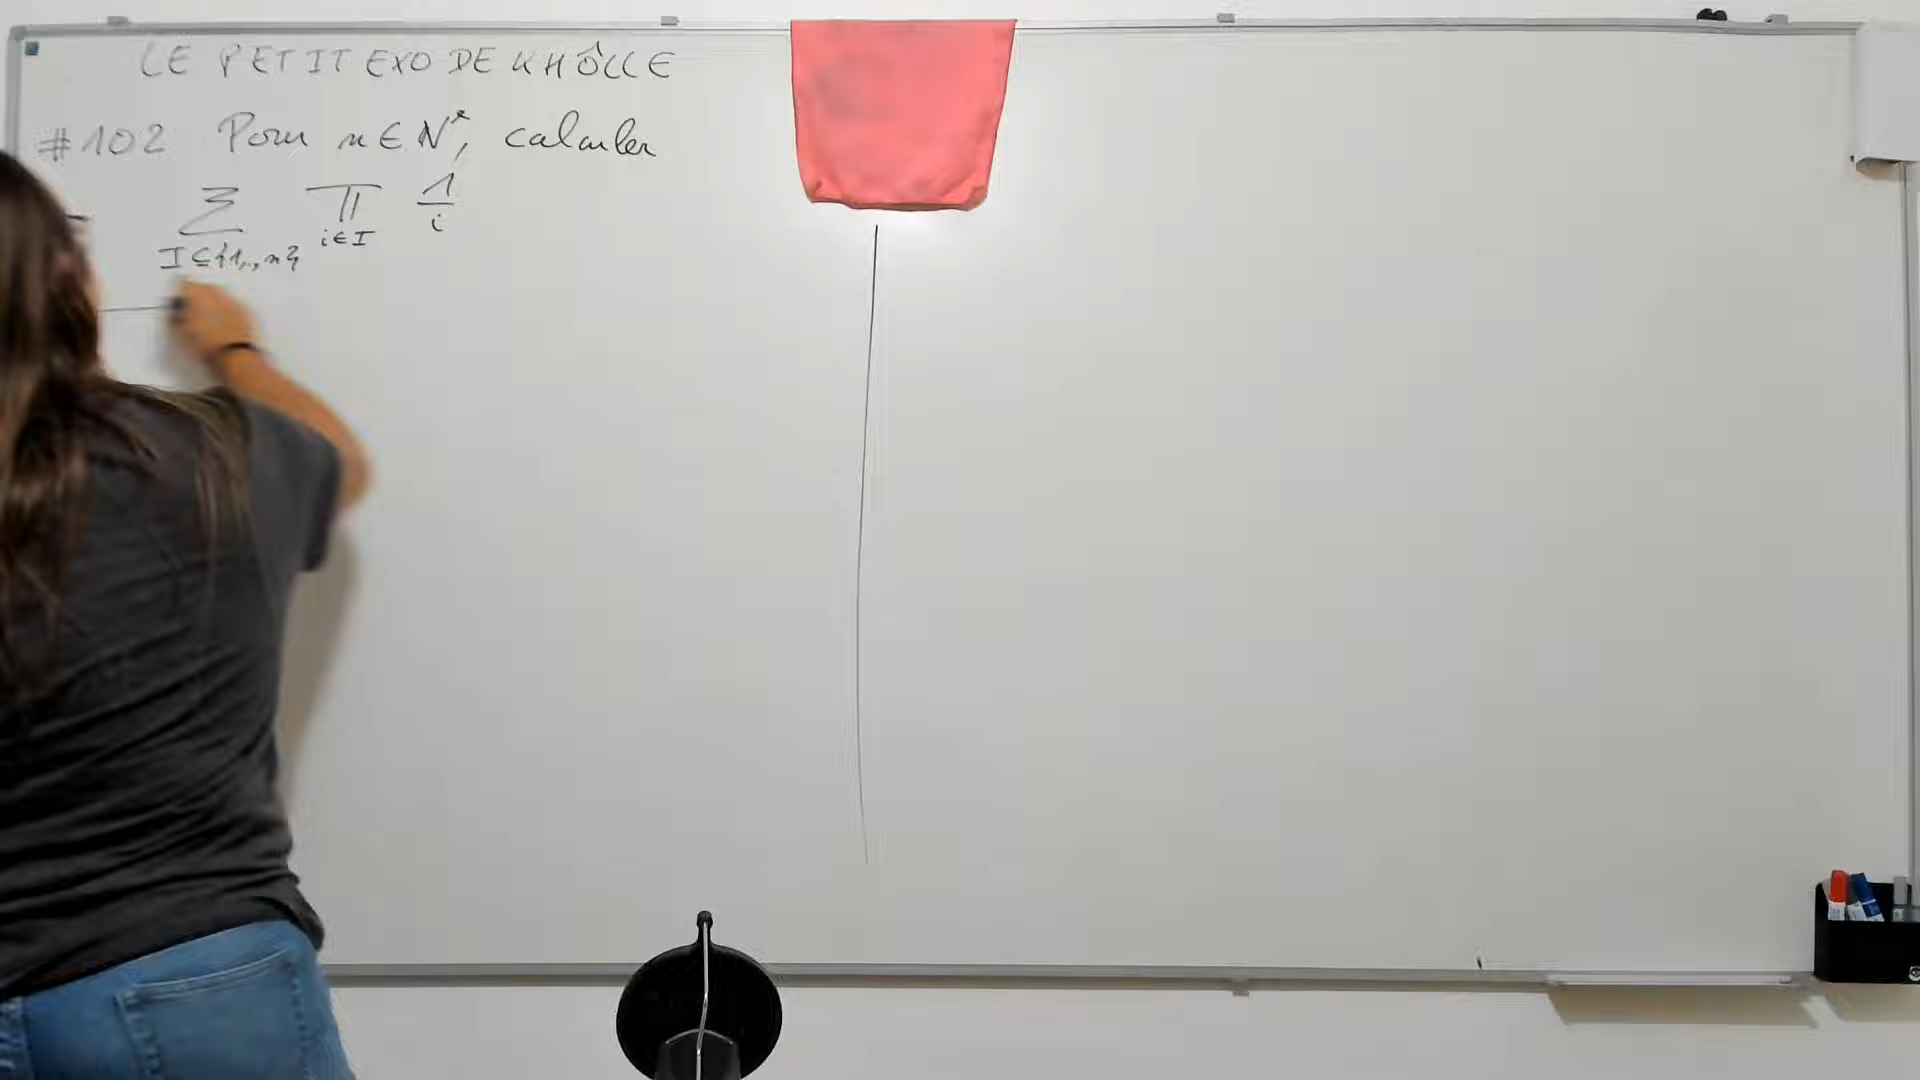 LE PETIT EXO DE KHÔLLE
#102 Pour n ∈ N*, calculer
∑ ∏ 1/i
I⊆{1,..,n} i∈I